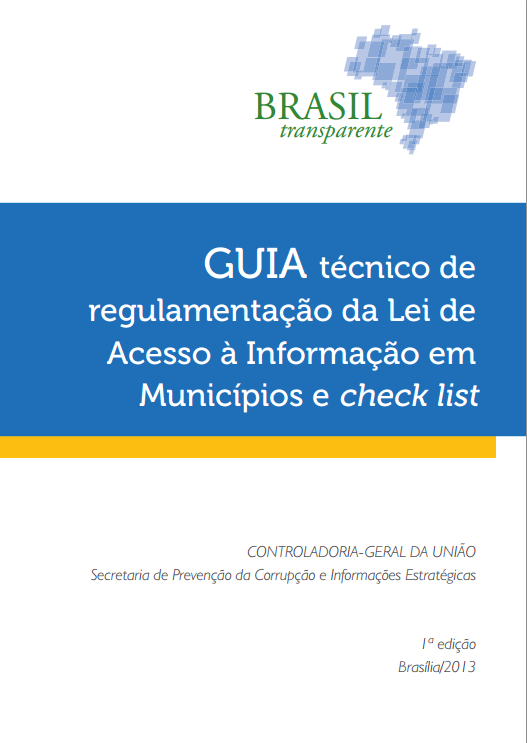 BRASIL
transparente
GUIA técnico de
regulamentação da Lei de
Acesso à Informação em
Municípios e check list
CONTROLADORIA-GERAL DA UNIÃO
Secretaria de Prevenção da Corrupção e Informações Estratégicas
1ª edição
Brasília/2013